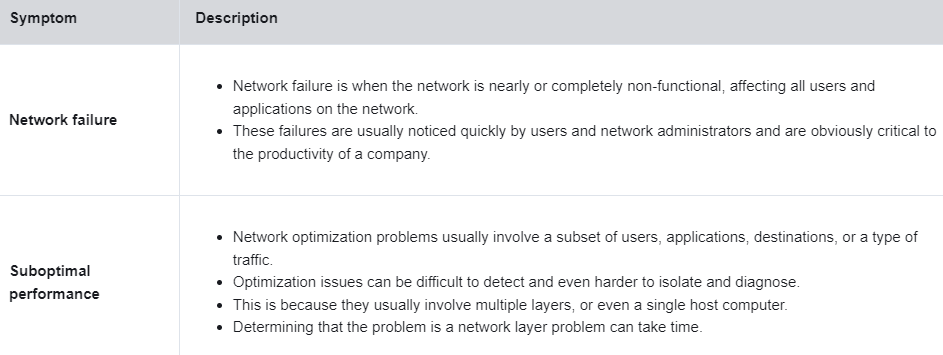 Symptom Description
Network failure
• Network failure is when the network is nearly or completely non-functional, affecting all users and
applications on the network.
• These failures are usually noticed quickly by users and network administrators and are obviously critical to
the productivity of a company.
Suboptimal
performance
• Network optimization problems usually involve a subset of users, applications, destinations, or a type of
traffic.
• Optimization issues can be difficult to detect and even harder to isolate and diagnose.
• This is because they usually involve multiple layers, or even a single host computer.
• Determining that the problem is a network layer problem can take time.